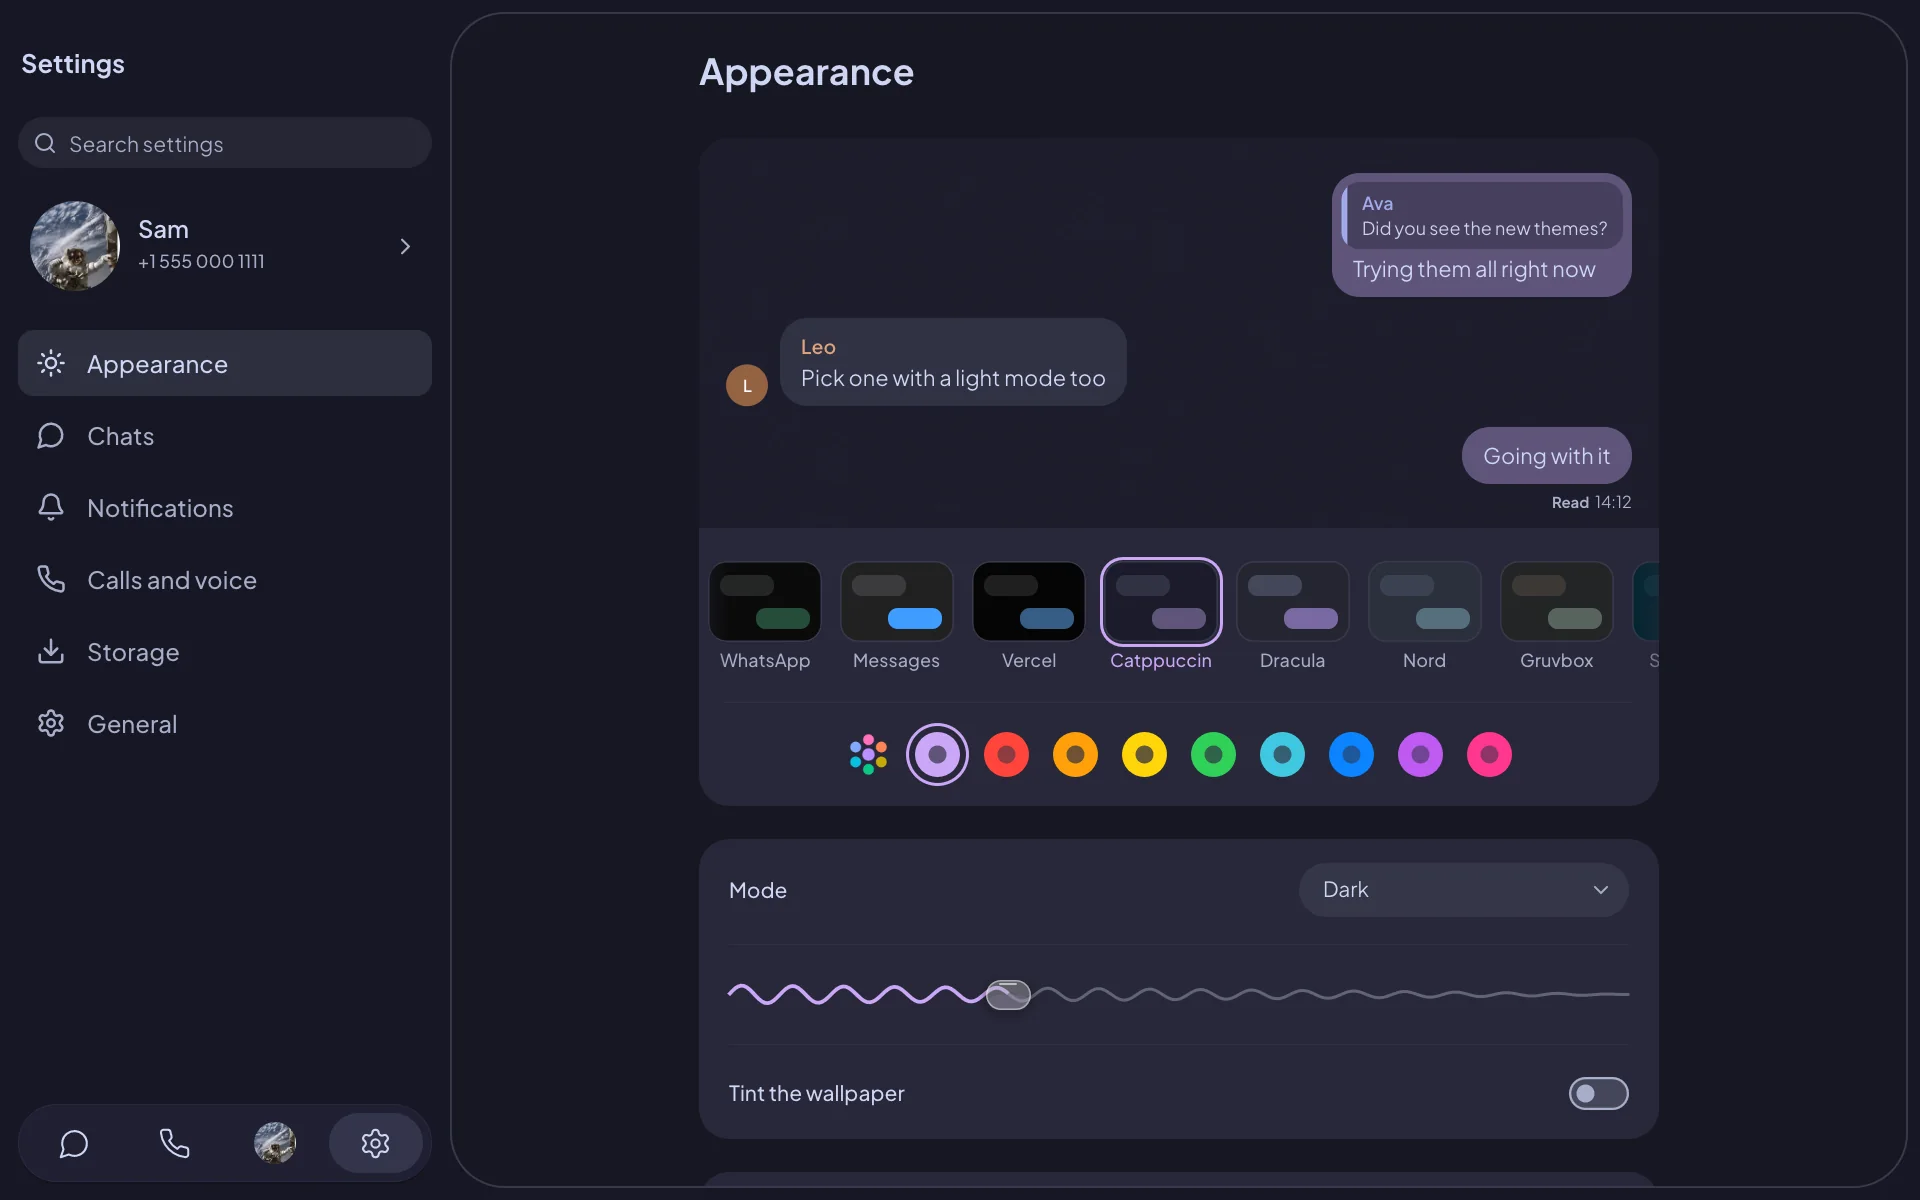 Settings
Search settings
Sam
+1 555 000 1111
Appearance
Chats
Notifications
Calls and voice
Storage
General
Appearance
Ava
Did you see the new themes?
Trying them all right now
Leo
L
Pick one with a light mode too
Going with it
Read 14:12
WhatsApp Messages Vercel Catppuccin Dracula Nord Gruvbox S
Mode
Dark
Tint the wallpaper